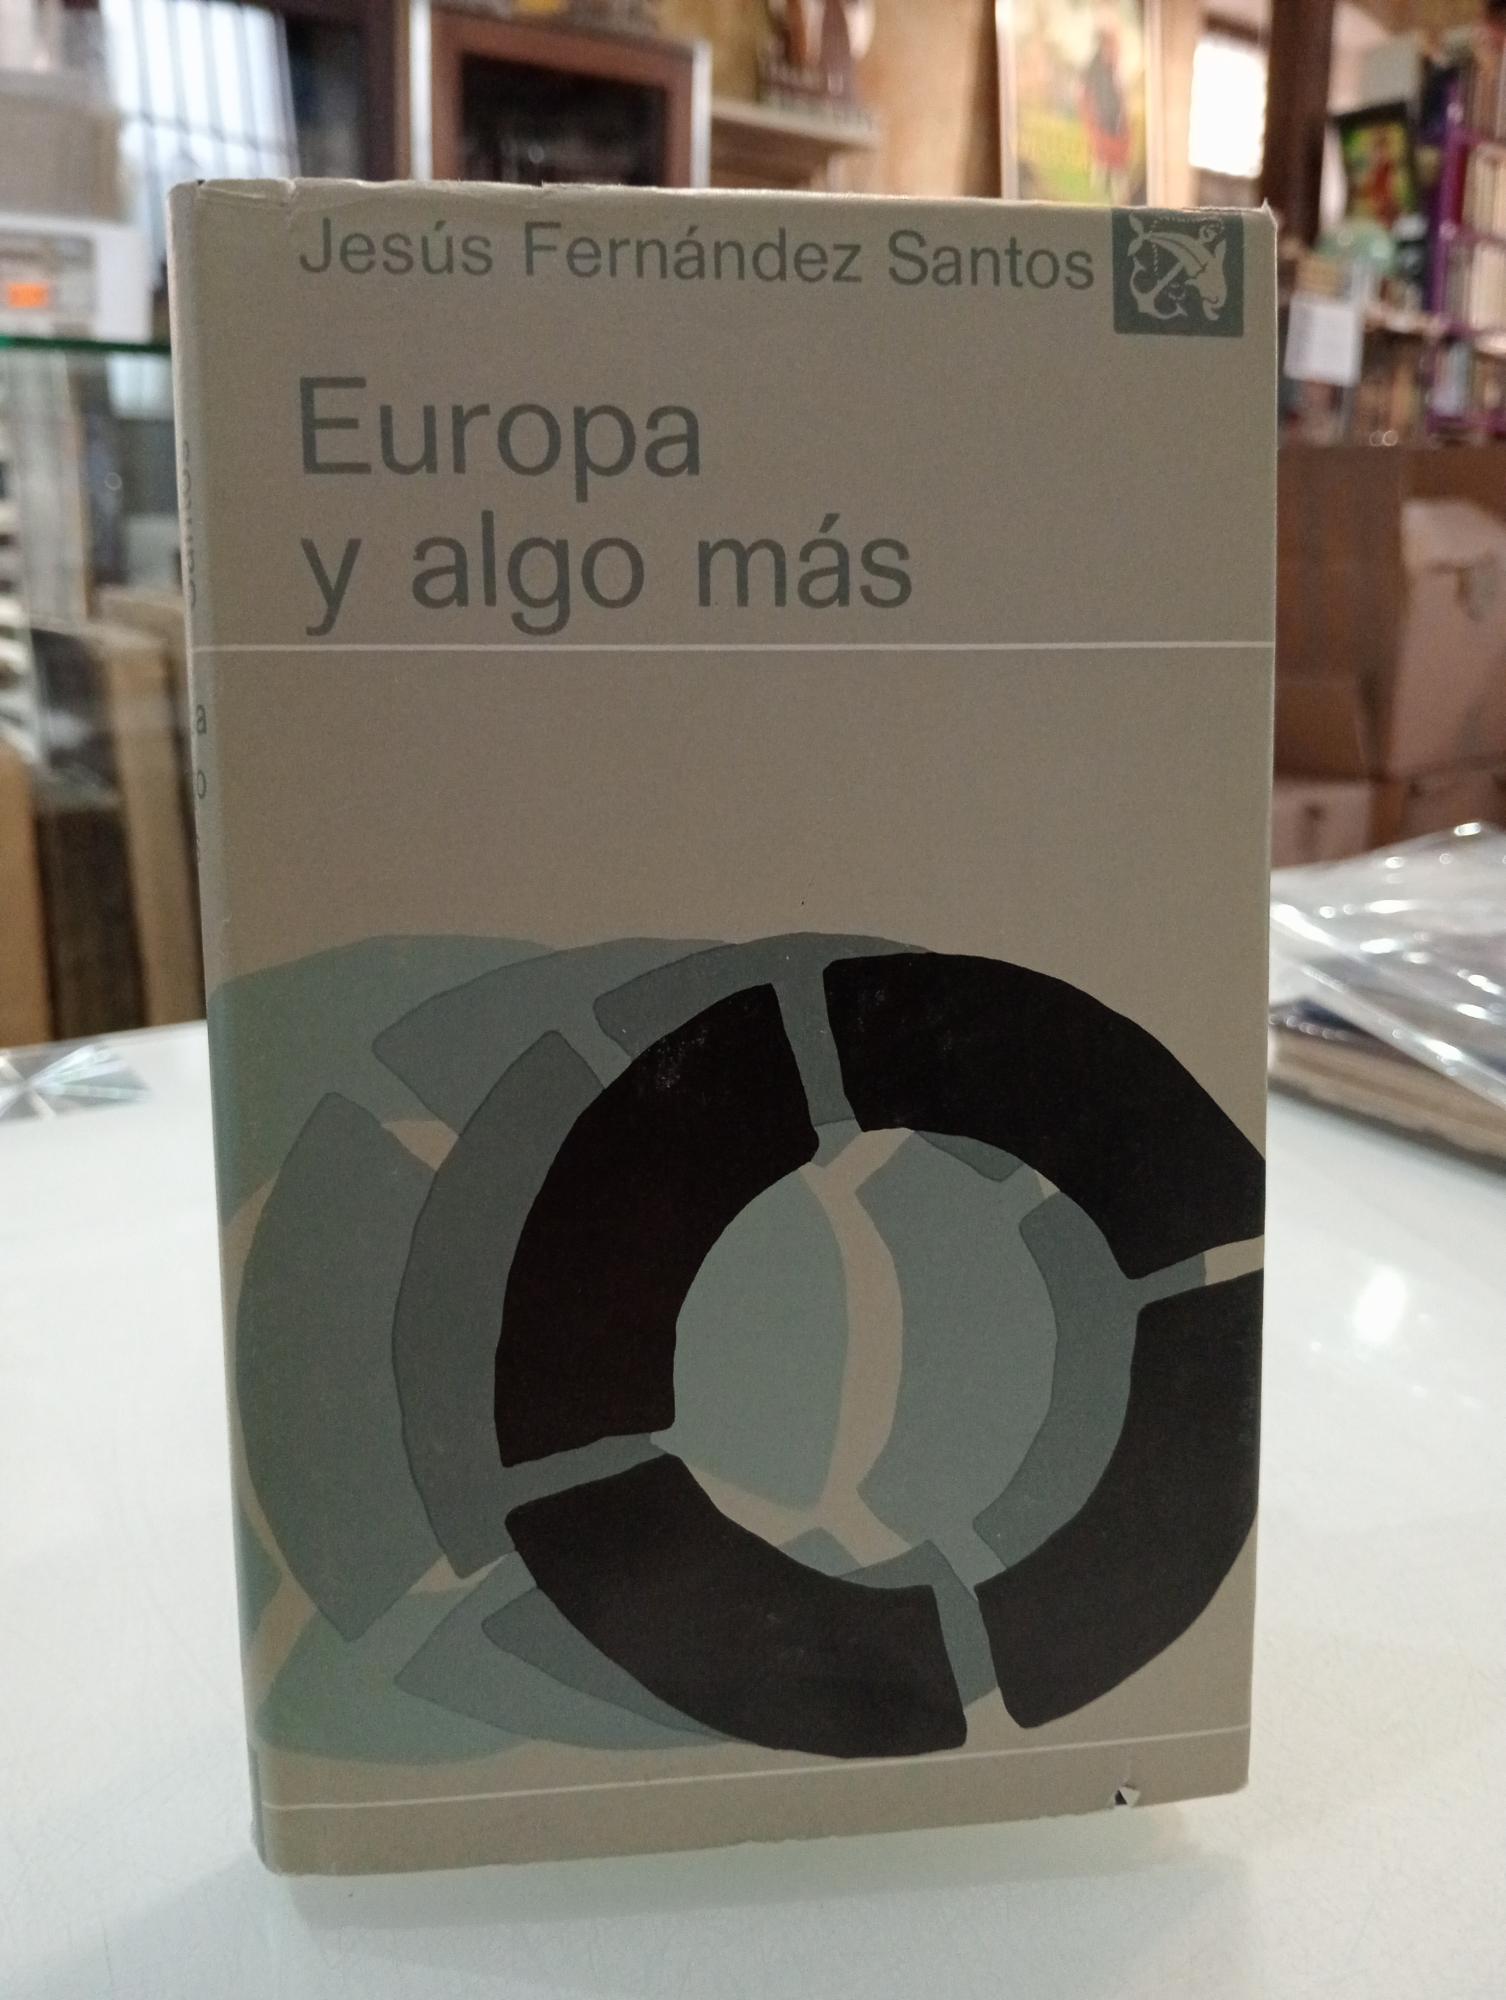 Jesús Fernández Santos
Europa
y algo más